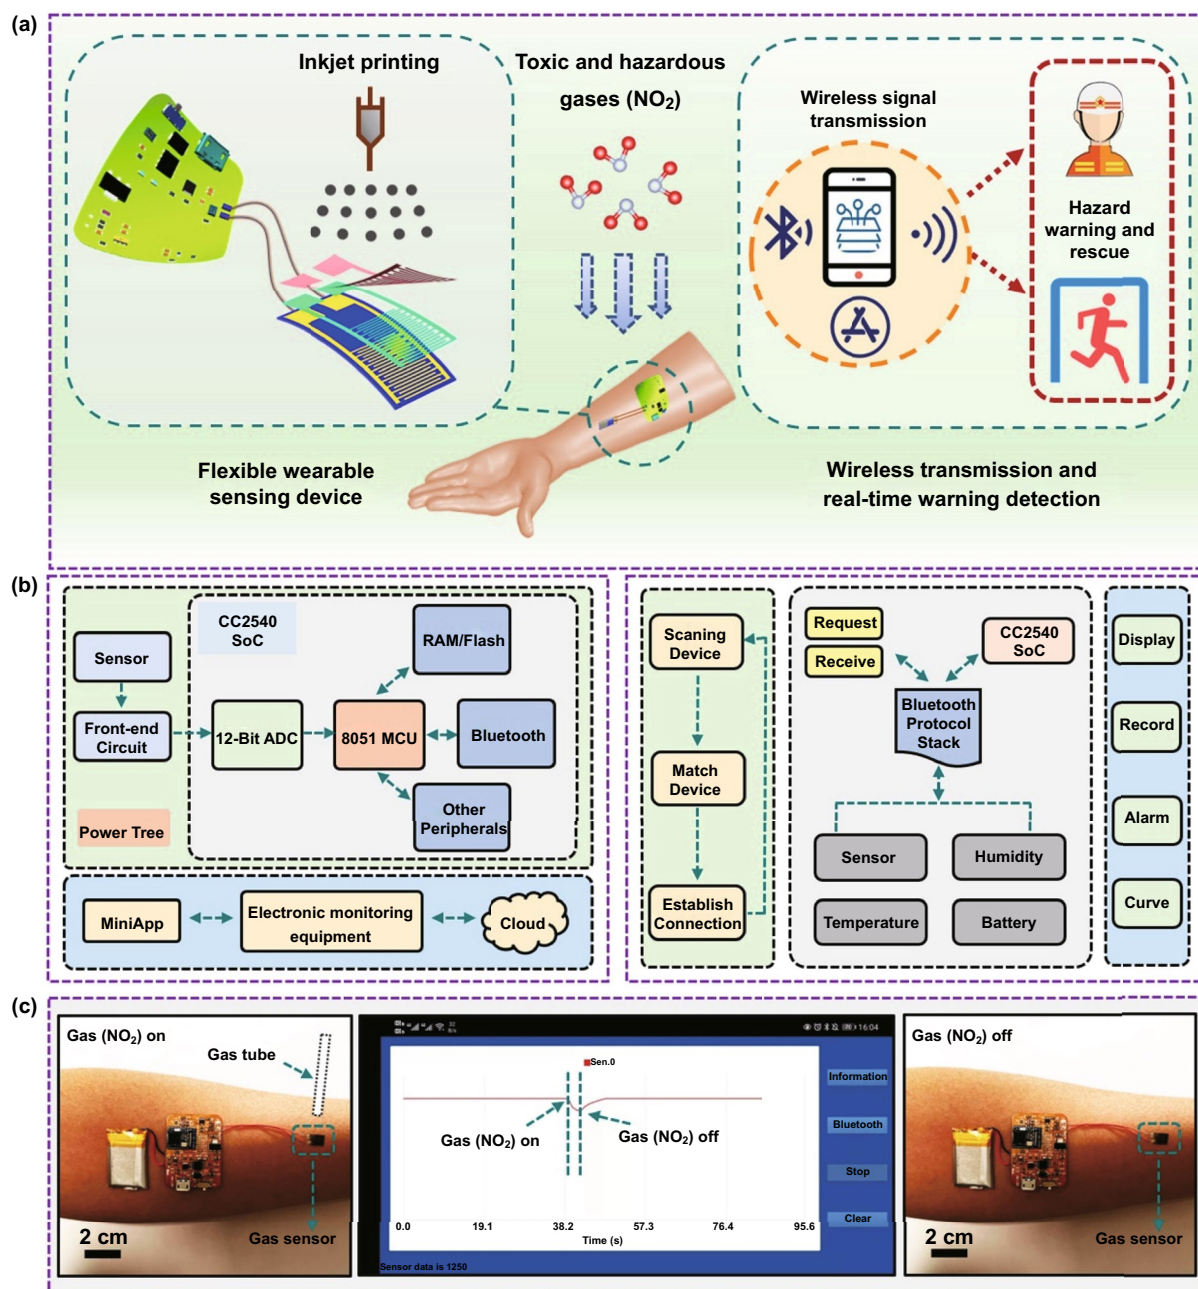 (a)
Inkjet printing
Toxic and hazardous
gases (NO₂)
Wireless signal
transmission
Hazard
warning and
rescue
Flexible wearable
sensing device
Wireless transmission and
real-time warning detection
(b)
Sensor
Front-end
Circuit
Power Tree
CC2540
SoC
12-Bit ADC
8051 MCU
RAM/Flash
Bluetooth
Other
Peripherals
MiniApp
Electronic monitoring
equipment
Cloud
Scaning
Device
Match
Device
Establish
Connection
Request
Receive
CC2540
SoC
Bluetooth
Protocol
Stack
Sensor
Humidity
Temperature
Battery
Display
Record
Alarm
Curve
(c)
Gas (NO₂) on
Gas tube
2 cm
Gas sensor
16:04
Sen.0
Gas (NO₂) on
Gas (NO₂) off
0.0 19.1 38.2 57.3 76.4 95.6
Time (s)
Information
Bluetooth
Stop
Clear
Sensor data is 1250
Gas (NO₂) off
2 cm
Gas sensor